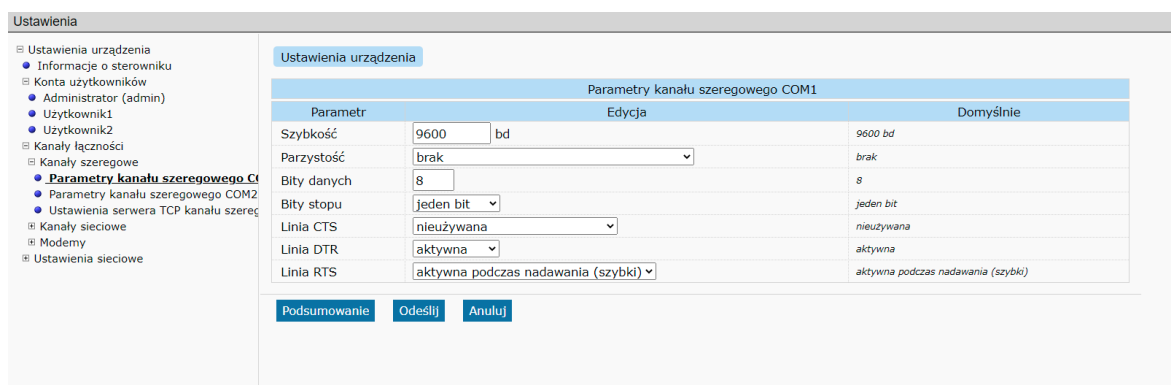 Ustawienia
Ustawienia urządzenia
Informacje o sterowniku
Konta użytkowników
Administrator (admin)
Użytkownik1
Użytkownik2
Kanały łączności
Kanały szeregowe
Parametry kanału szeregowego
Parametry kanału szeregowego COM2
Ustawienia serwera TCP kanału
Kanały sieciowe
Modemy
Ustawienia sieciowe
Ustawienia urządzenia
Parametry kanału szeregowego COM1
Parametr Edycja Domyślnie
Szybkość 9600 bd 9600 bd
Parzystość brak brak
Bity danych 8 8
Bity stopu jeden bit jeden bit
Linia CTS nieużywana nieużywana
Linia DTR aktywna aktywna
Linia RTS aktywna podczas nadawania (szybki) aktywna podczas nadawania (szybki)
Podsumowanie Odeślij Anuluj